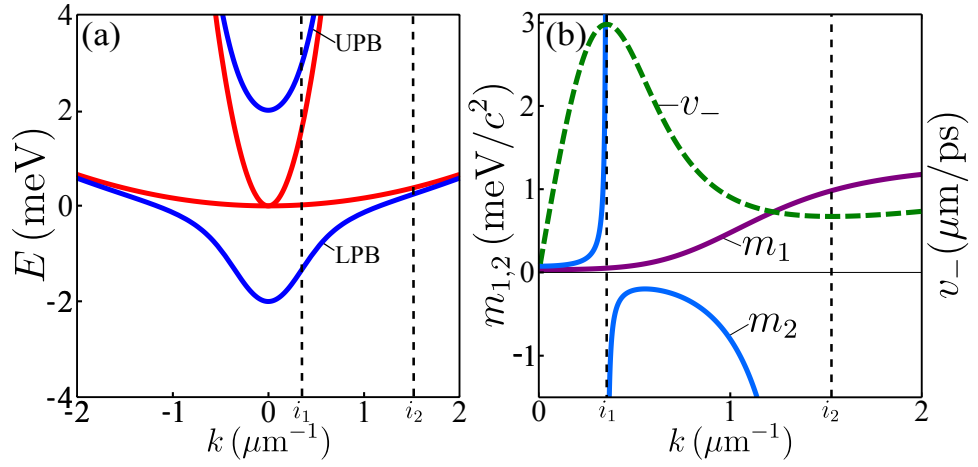 (a)
UPB
LPB
E (meV)
4
2
0
-2
-4
-2
-1
0
i₁
1
i₂
2
k (μm⁻¹)
(b)
v₋
m₁
m₂
m₁,₂ (meV/c²)
3
2
1
0
-1
0
i₁
1
i₂
2
k (μm⁻¹)
v₋(μm/ps)